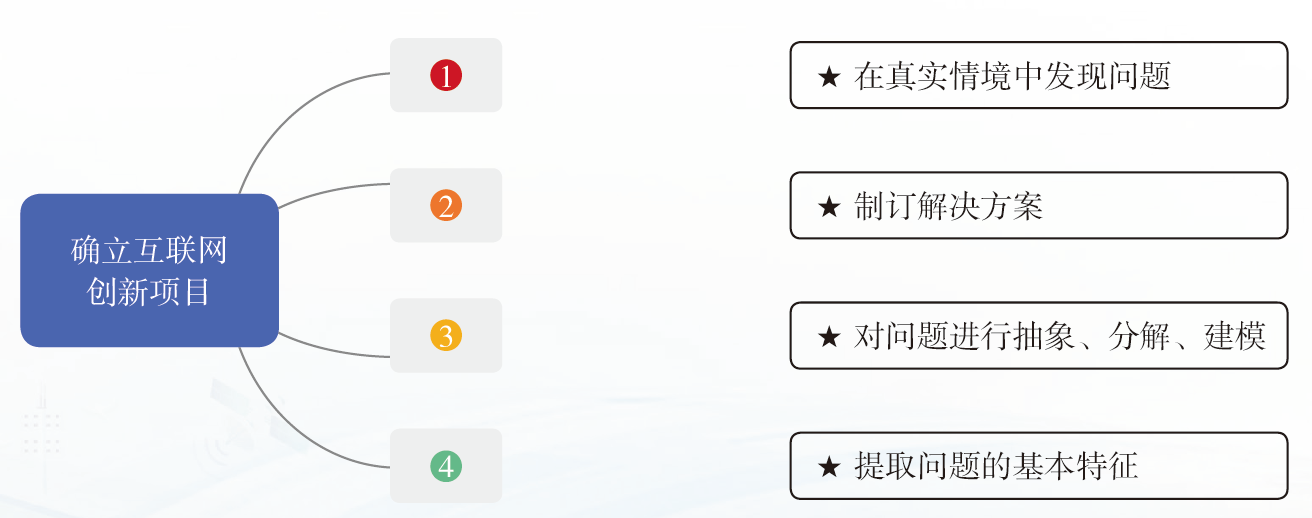 确立互联网
创新项目
1
★ 在真实情境中发现问题
2
★ 制订解决方案
3
★ 对问题进行抽象、分解、建模
4
★ 提取问题的基本特征